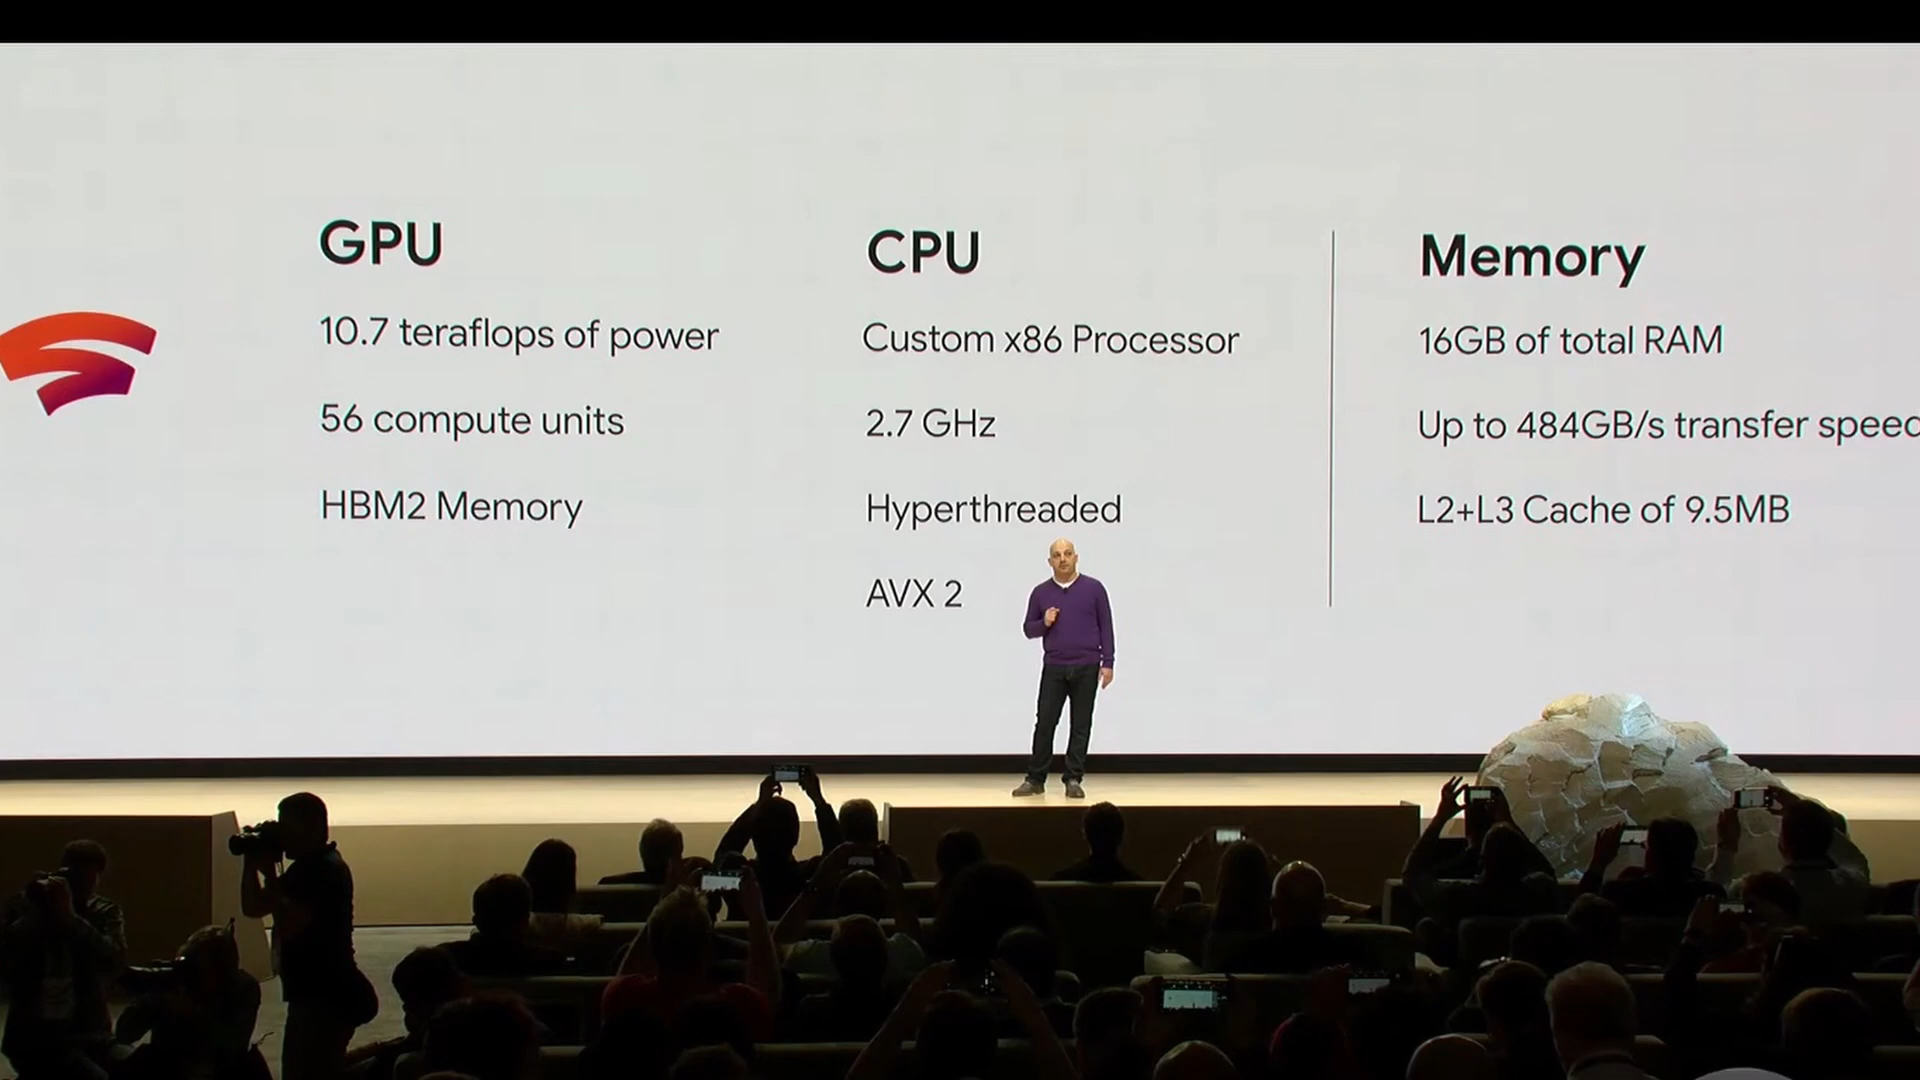 GPU
10.7 teraflops of power
56 compute units
HBM2 Memory
CPU
Custom x86 Processor
2.7 GHz
Hyperthreaded
AVX 2
Memory
16GB of total RAM
Up to 484GB/s transfer speed
L2+L3 Cache of 9.5MB